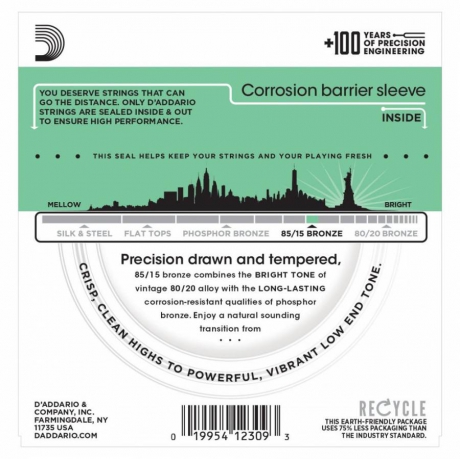 +100 YEARS
OF PRECISION
ENGINEERING
YOU DESERVE STRINGS THAT CAN
GO THE DISTANCE. ONLY D'ADDARIO
STRINGS ARE SEALED INSIDE & OUT
TO ENSURE HIGH PERFORMANCE.
Corrosion barrier sleeve
INSIDE
• • • THIS SEAL HELPS KEEP YOUR STRINGS AND YOUR PLAYING FRESH • • •
MELLOW
BRIGHT
SILK & STEEL FLAT TOPS PHOSPHOR BRONZE 85/15 BRONZE 80/20 BRONZE
Precision drawn and tempered,
85/15 bronze combines the BRIGHT TONE of
vintage 80/20 alloy with the LONG-LASTING
corrosion-resistant qualities of phosphor
bronze. Enjoy a natural sounding
transition from
• • •
CRISP, CLEAN HIGHS TO POWERFUL, VIBRANT LOW END TONE.
D'ADDARIO &
COMPANY, INC.
FARMINGDALE, NY
11735 USA
DADDARIO.COM
0 19954 12309 3
RECYCLE
THIS EARTH-FRIENDLY PACKAGE
USES 75% LESS PACKAGING THAN
THE INDUSTRY STANDARD.